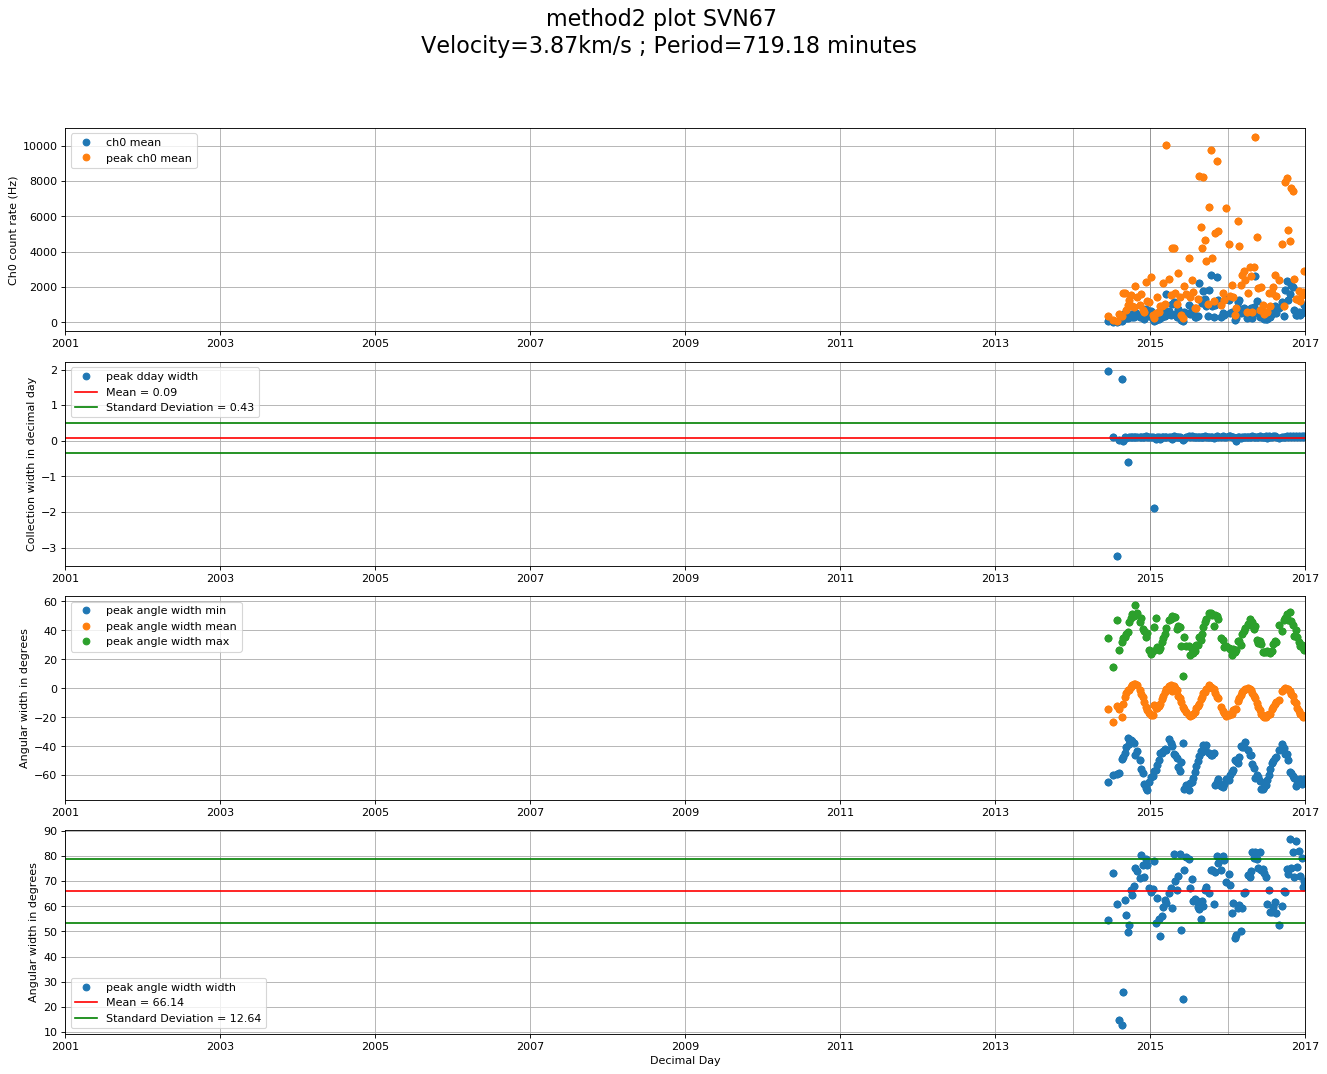 method2 plot SVN67
Velocity=3.87km/s ; Period=719.18 minutes
ch0 mean
peak ch0 mean
Ch0 count rate (Hz)
10000
8000
6000
4000
2000
0
2001 2003 2005 2007 2009 2011 2013 2015 2017
peak dday width
Mean = 0.09
Standard Deviation = 0.43
Collection width in decimal day
2
1
0
−1
−2
−3
2001 2003 2005 2007 2009 2011 2013 2015 2017
peak angle width min
peak angle width mean
peak angle width max
Angular width in degrees
60
40
20
0
−20
−40
−60
2001 2003 2005 2007 2009 2011 2013 2015 2017
Angular width in degrees
90
80
70
60
50
40
30
20
10
peak angle width width
Mean = 66.14
Standard Deviation = 12.64
2001 2003 2005 2007 2009 2011 2013 2015 2017
Decimal Day